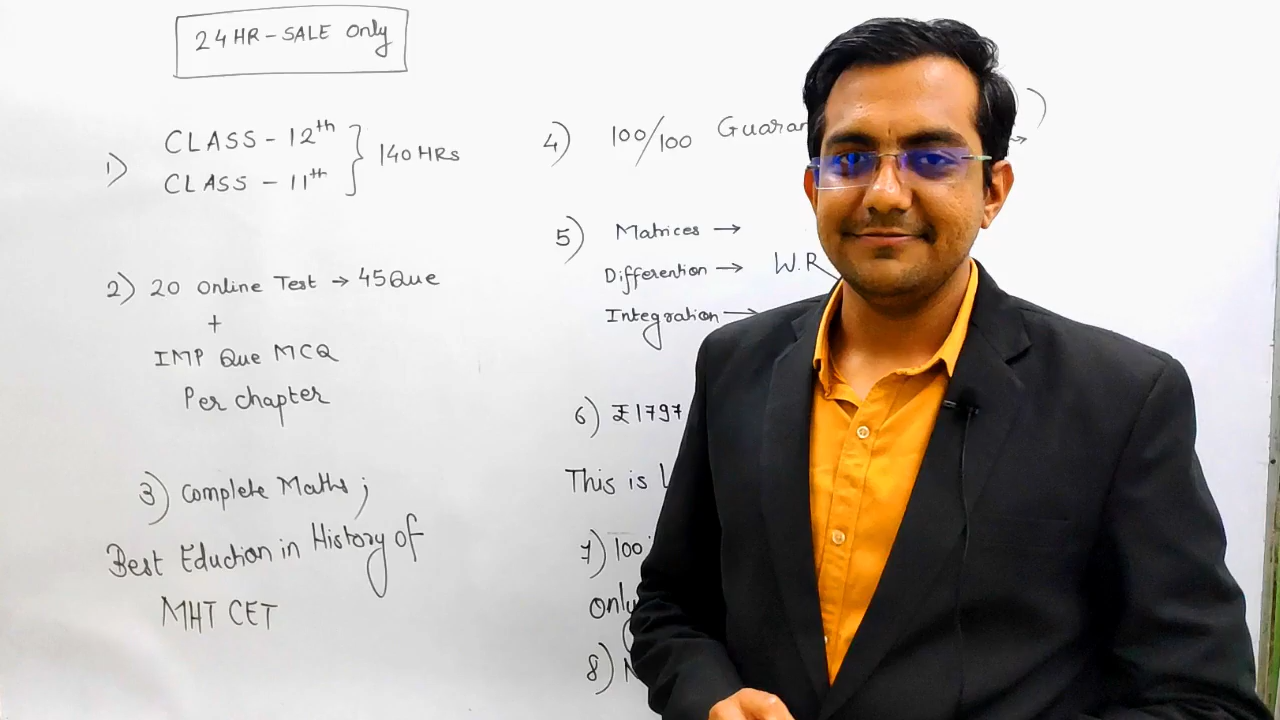 24 HR - SALE only
1) CLASS - 12th
CLASS - 11th
140 HRs
2) 20 online Test → 45 Que
+
IMP Que MCQ
Per chapter
3) Complete Maths ;
Best Eduction in History of
MHT CET
4) 100/100
5) Matrices →
Differention → W.R
Integration →
6) ₹1797
This is
7) 100
only
8)